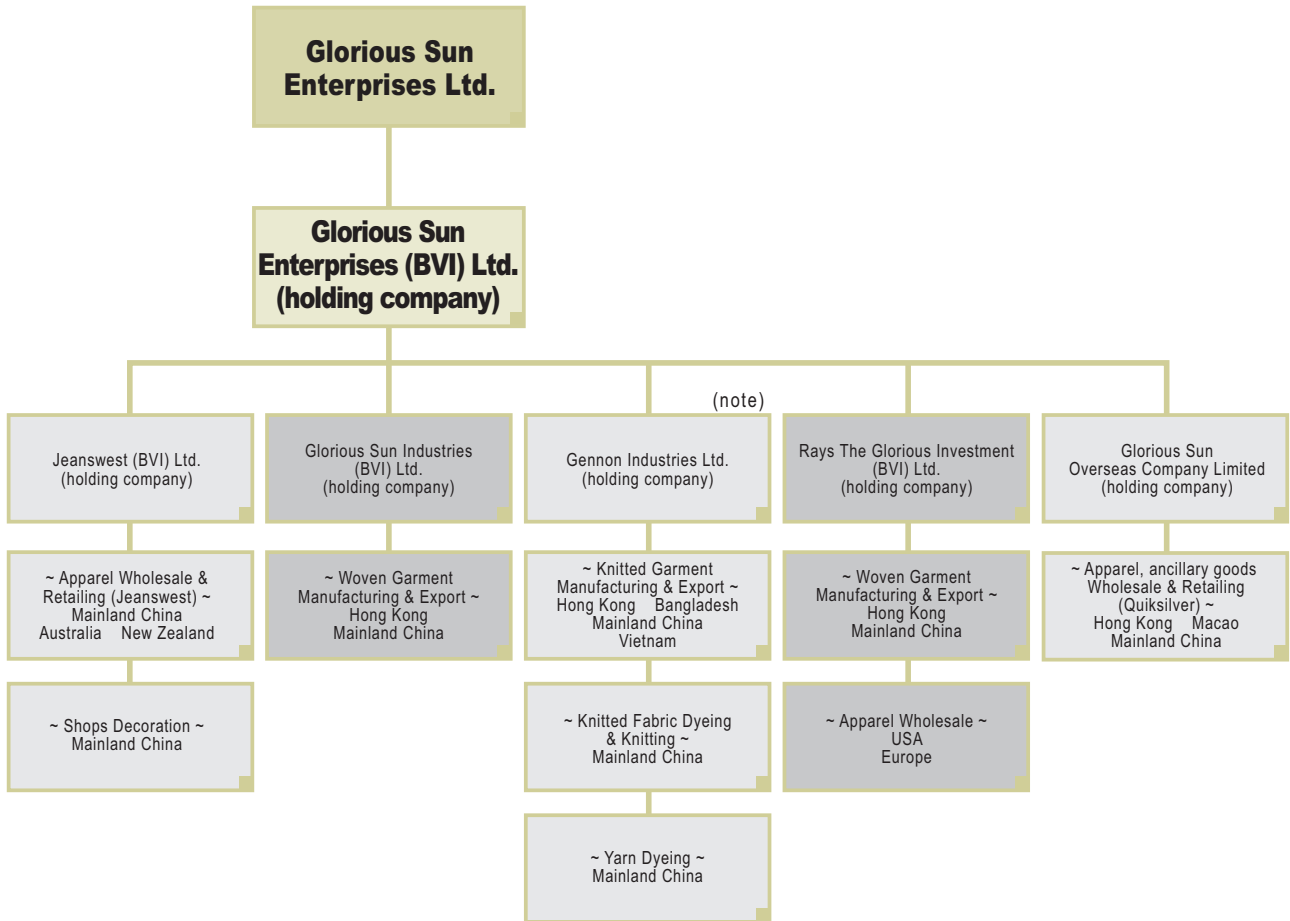 Glorious Sun
Enterprises Ltd.
Glorious Sun
Enterprises (BVI) Ltd.
(holding company)
(note)
Jeanswest (BVI) Ltd.
(holding company)
Glorious Sun Industries
(BVI) Ltd.
(holding company)
Gennon Industries Ltd.
(holding company)
Rays The Glorious Investment
(BVI) Ltd.
(holding company)
Glorious Sun
Overseas Company Limited
(holding company)
~ Apparel Wholesale &
Retailing (Jeanswest) ~
Mainland China
Australia New Zealand
~ Woven Garment
Manufacturing & Export ~
Hong Kong
Mainland China
~ Knitted Garment
Manufacturing & Export ~
Hong Kong Bangladesh
Mainland China
Vietnam
~ Woven Garment
Manufacturing & Export ~
Hong Kong
Mainland China
~ Apparel, ancillary goods
Wholesale & Retailing
(Quiksilver) ~
Hong Kong Macao
Mainland China
~ Shops Decoration ~
Mainland China
~ Knitted Fabric Dyeing
& Knitting ~
Mainland China
~ Apparel Wholesale ~
USA
Europe
~ Yarn Dyeing ~
Mainland China